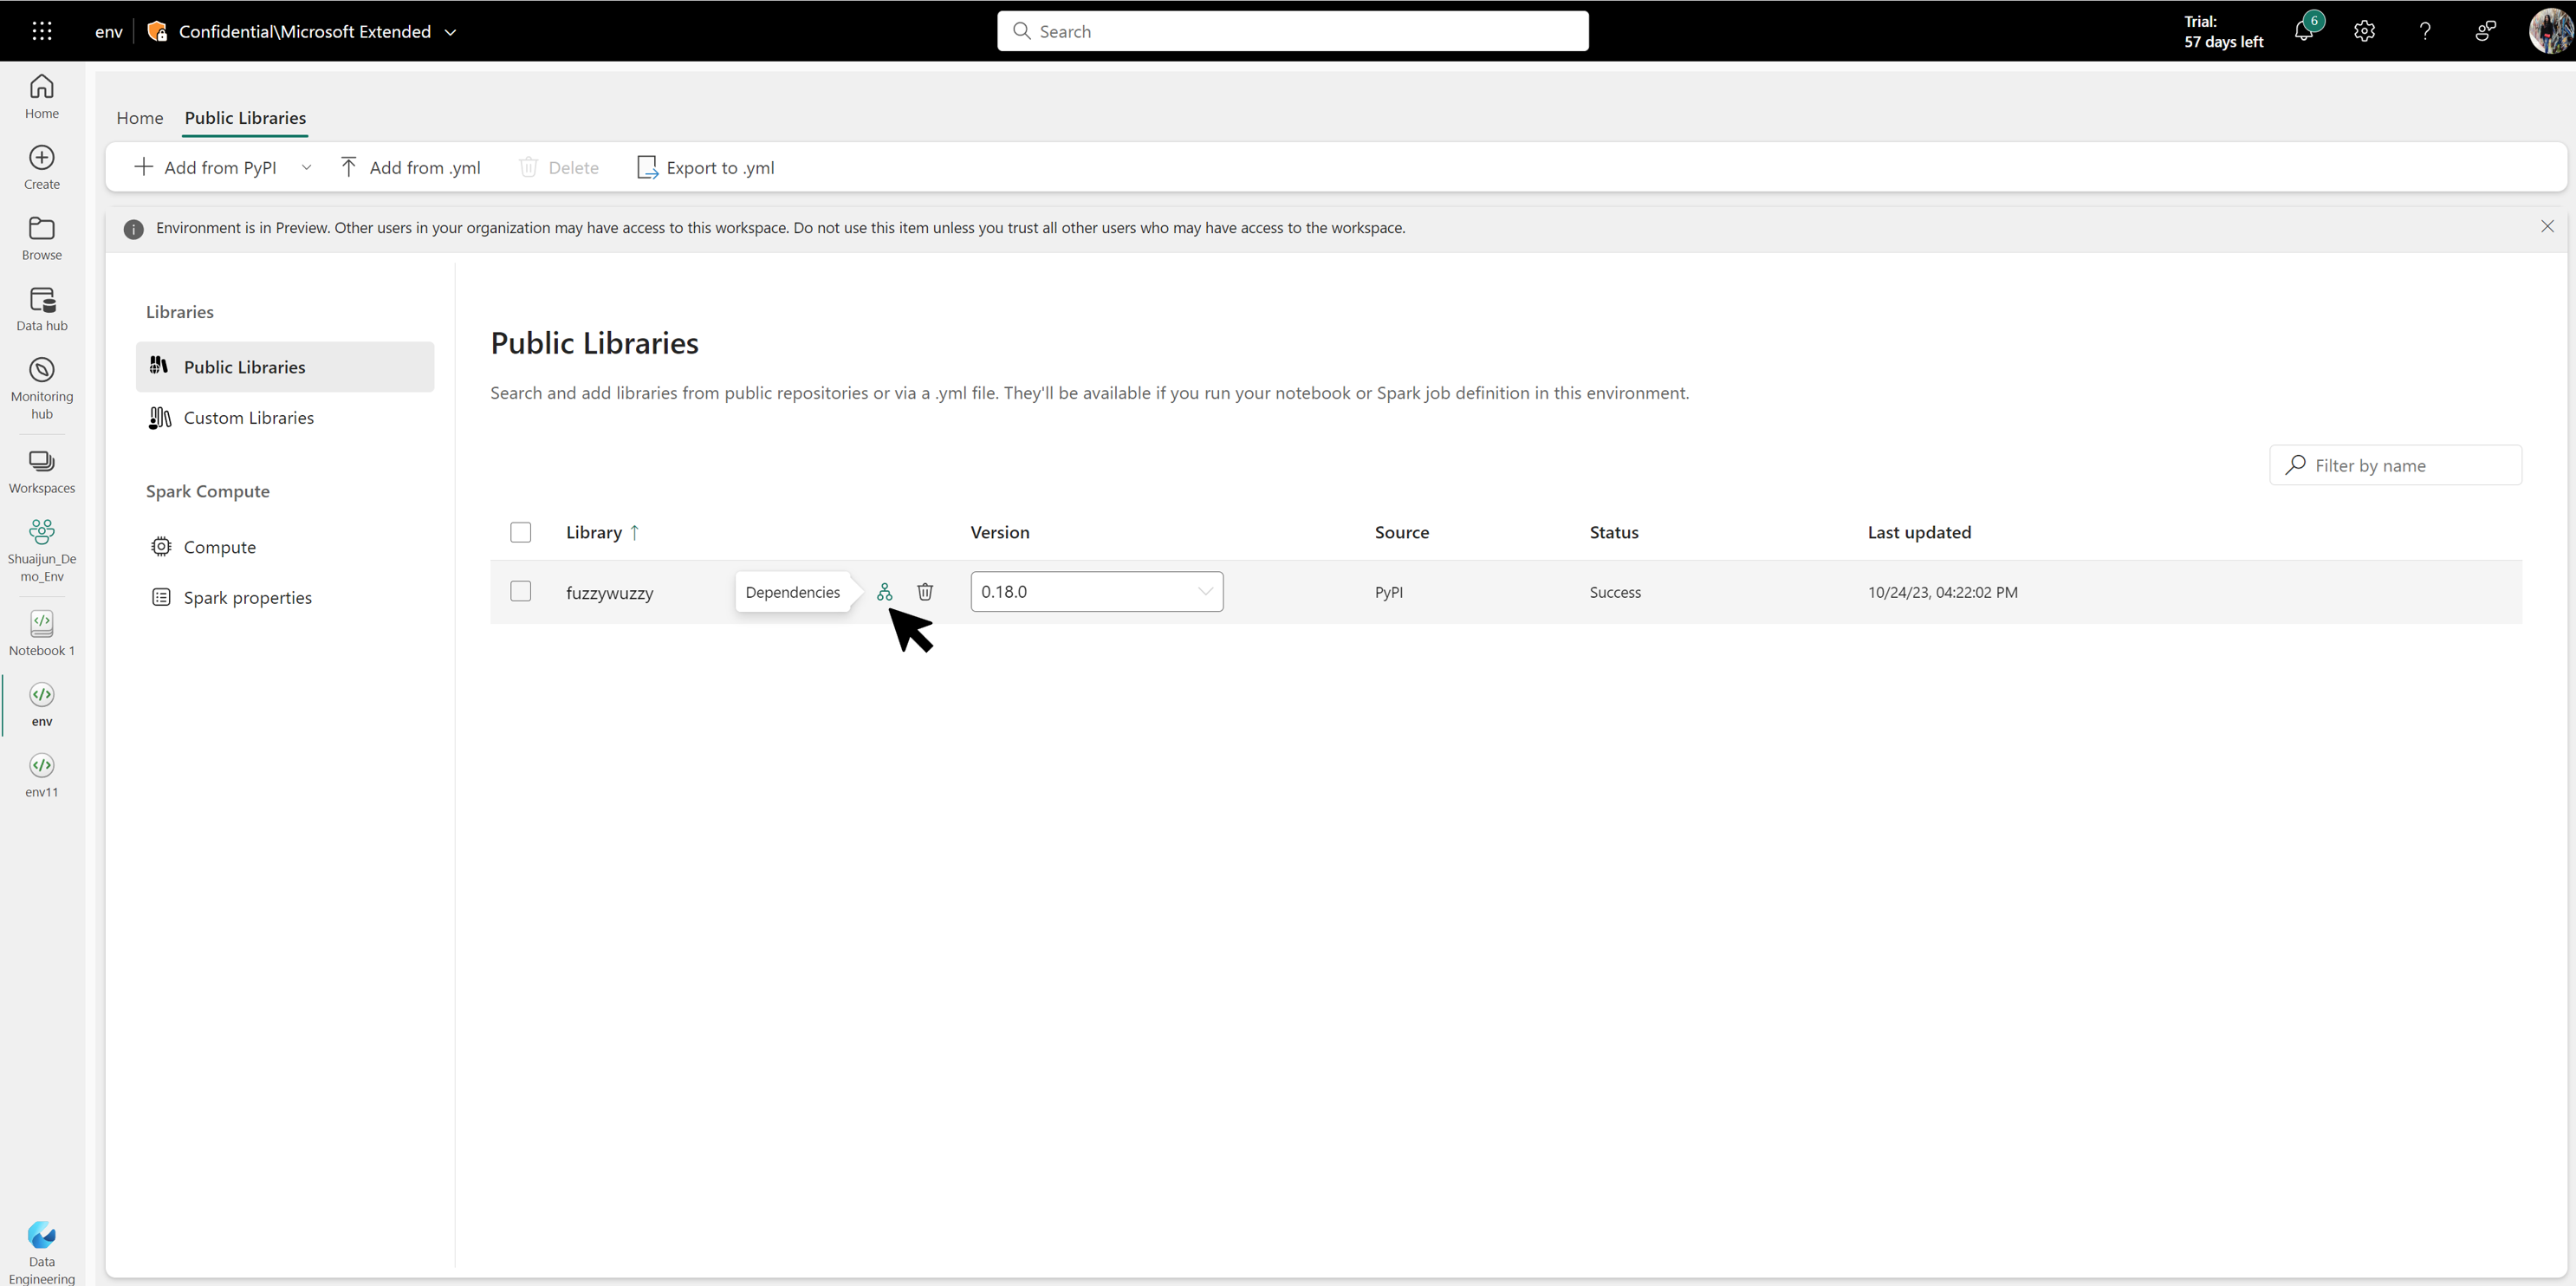 env
Confidential\Microsoft Extended
Search
Trial:
57 days left
6
Home
Create
Browse
Data hub
Monitoring
hub
Workspaces
Shuaijun_De
mo_Env
Notebook 1
env
env11
Data
Engineering
Home
Public Libraries
Add from PyPI
Add from .yml
Delete
Export to .yml
Environment is in Preview. Other users in your organization may have access to this workspace. Do not use this item unless you trust all other users who may have access to the workspace.
Libraries
Public Libraries
Custom Libraries
Spark Compute
Compute
Spark properties
Public Libraries
Search and add libraries from public repositories or via a .yml file. They'll be available if you run your notebook or Spark job definition in this environment.
Filter by name
Library ↑ Version Source Status Last updated
fuzzywuzzy Dependencies 0.18.0 PyPI Success 10/24/23, 04:22:02 PM